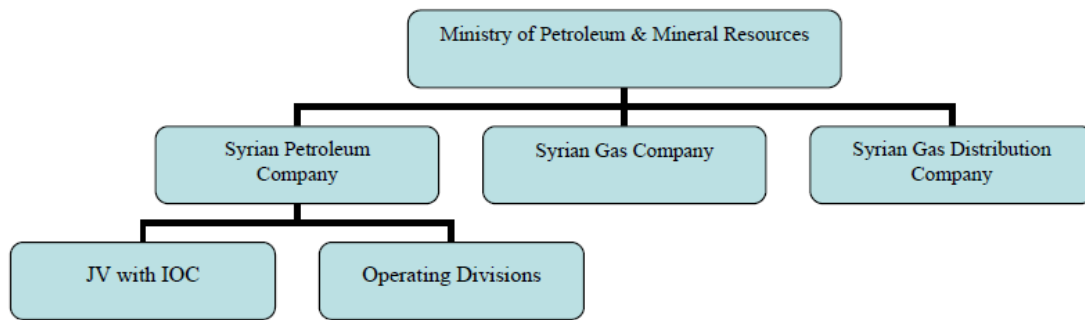 Ministry of Petroleum & Mineral Resources
Syrian Petroleum
Company
Syrian Gas Company
Syrian Gas Distribution
Company
JV with IOC
Operating Divisions